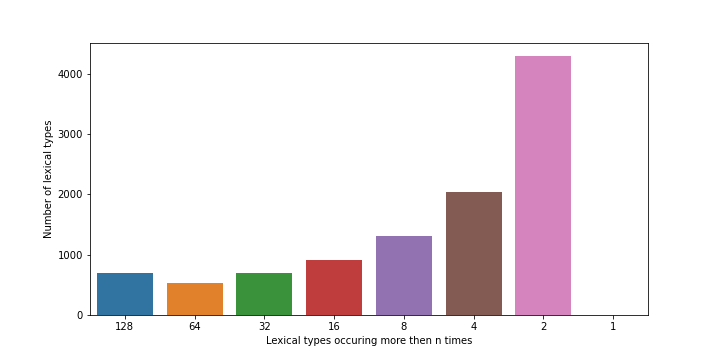 4000
3000
2000
1000
0
Number of lexical types
128 64 32 16 8 4 2 1
Lexical types occuring more then n times